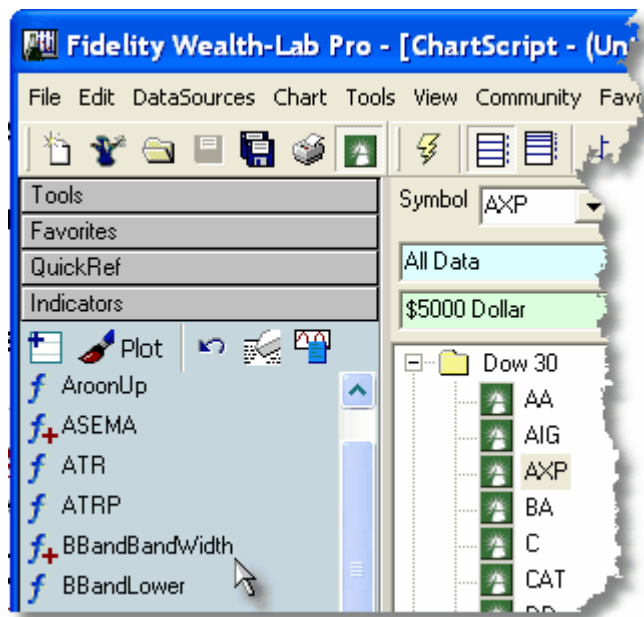 Fidelity Wealth-Lab Pro - [ChartScript - (Un
File Edit DataSources Chart Tools View Community Favo
Tools
Favorites
QuickRef
Indicators
Plot
AroonUp
ASEMA
ATR
ATRP
BBandBandWidth
BBandLower
Symbol AXP
All Data
$5000 Dollar
Dow 30
AA
AIG
AXP
BA
C
CAT